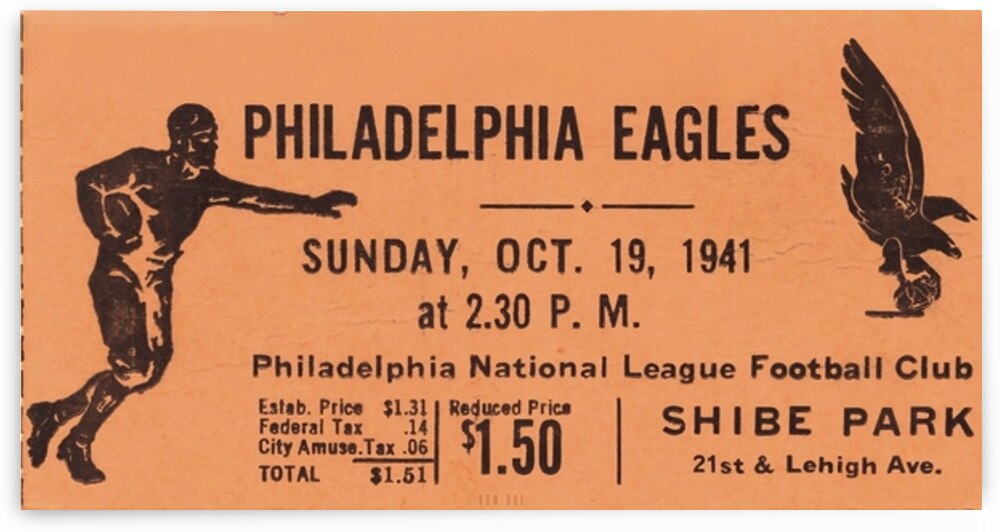 PHILADELPHIA EAGLES
SUNDAY, OCT. 19, 1941
at 2.30 P. M.
Philadelphia National League Football Club
Estab. Price $1.31
Federal Tax .14
City Amuse.Tax .06
TOTAL $1.51
Reduced Price
$1.50
SHIBE PARK
21st & Lehigh Ave.